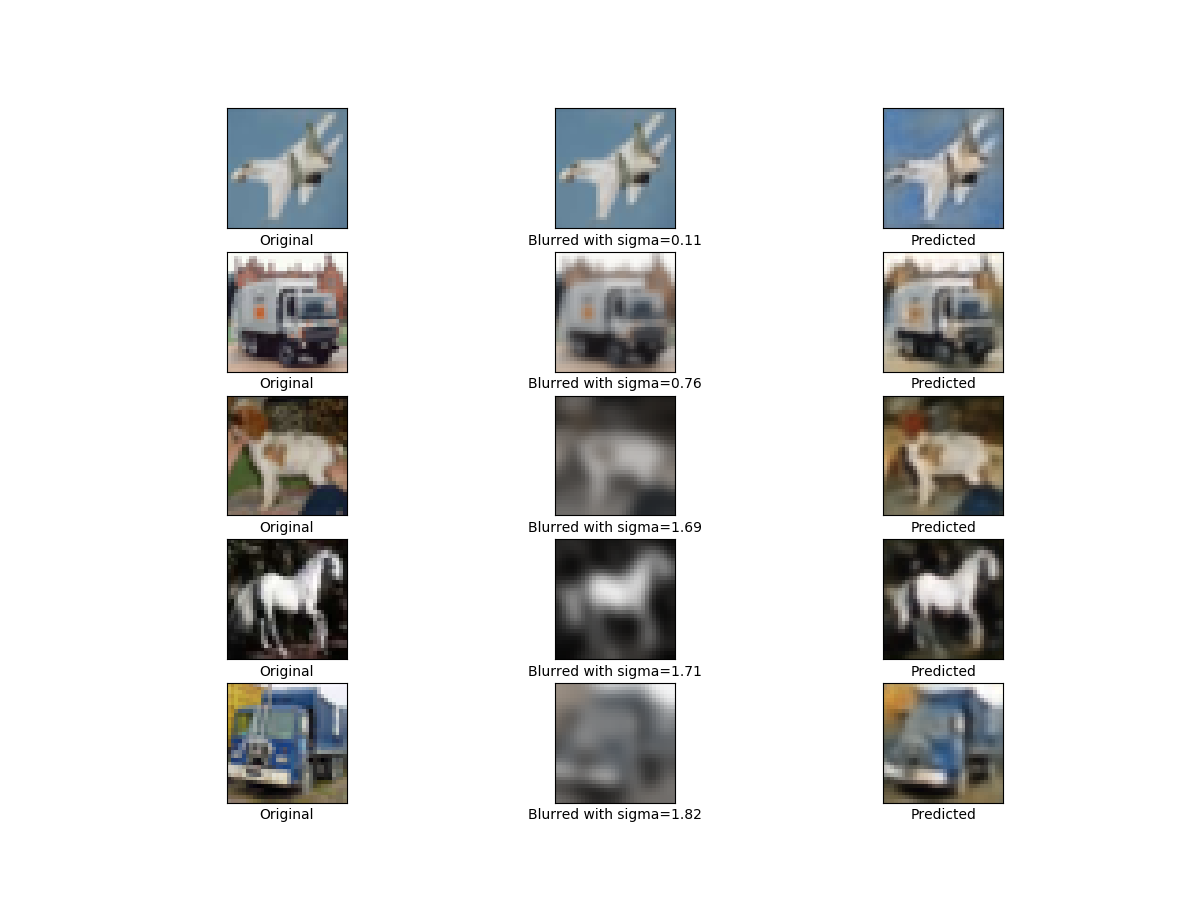 Original
Blurred with sigma=0.11
Predicted
Original
Blurred with sigma=0.76
Predicted
Original
Blurred with sigma=1.69
Predicted
Original
Blurred with sigma=1.71
Predicted
Original
Blurred with sigma=1.82
Predicted